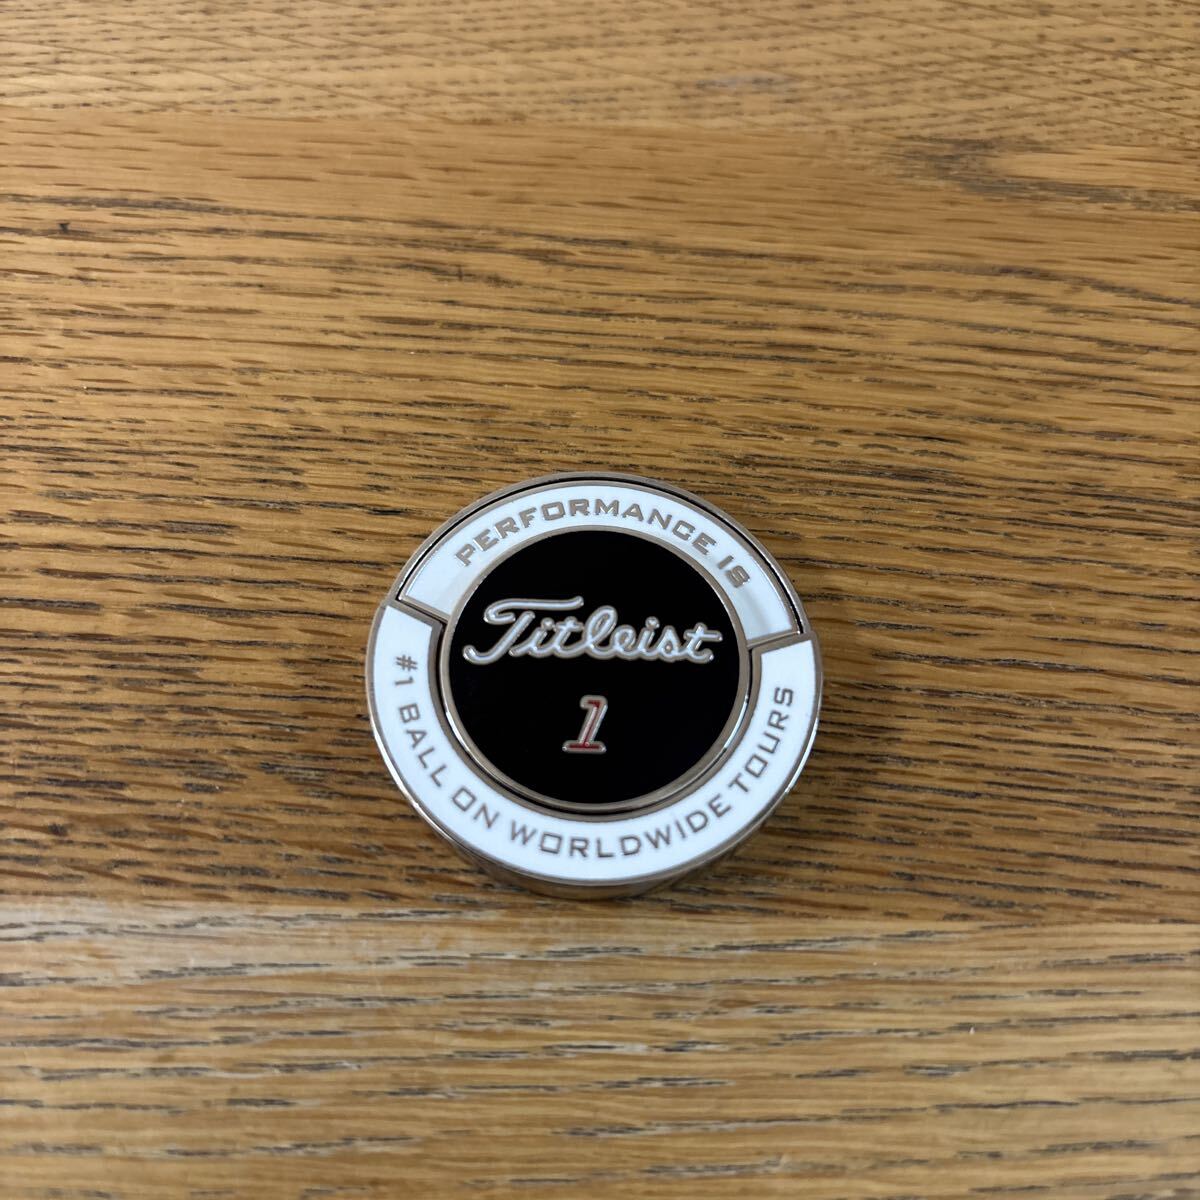 PERFORMANCE IS
Titleist
1
#1 BALL ON WORLDWIDE TOURS